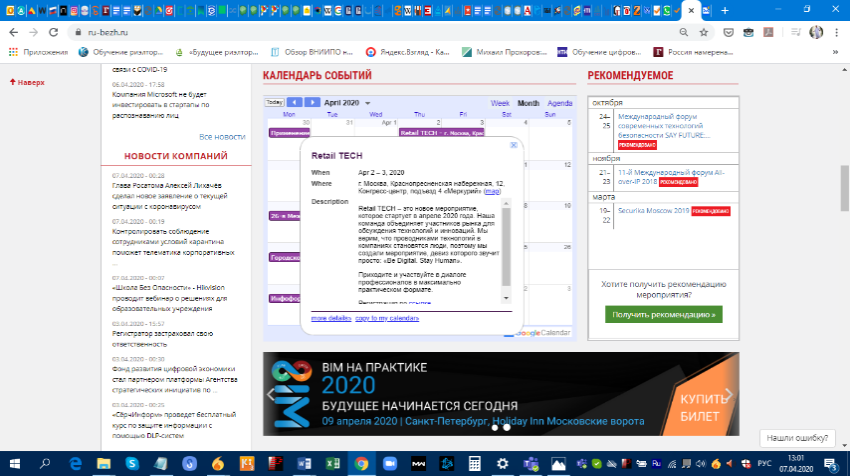 ru-bezh.ru
Приложения
Обучение риэлтор...
«Будущее риэлтор...
Обзор ВНИИПО н...
Яндекс.Взгляд - Ка...
Михаил Прохоров:...
Обучение цифров...
Россия намерена...
Наверх
связи с COVID-19
06.04.2020 - 17:58
Компания Microsoft не будет
инвестировать в стартапы по
распознаванию лиц
Все новости
НОВОСТИ КОМПАНИЙ
07.04.2020 - 00:28
Глава Росатома Алексей Лихачёв
сделал новое заявление о текущей
ситуации с коронавирусом
07.04.2020 - 00:19
Контролировать соблюдение
сотрудниками условий карантина
поможет телематика корпоративных
...
07.04.2020 - 00:07
«Школа Без Опасности» - Hikvision
проводит вебинар о решениях для
образовательных учреждения
03.04.2020 - 15:57
Регистратор застраховал свою
ответственность
03.04.2020 - 00:30
Фонд развития цифровой экономики
стал партнером платформы Агентства
стратегических инициатив по ...
03.04.2020 - 00:25
«СёрчИнформ» проведет бесплатный
курс по защите информации с
помощью DLP-систем
КАЛЕНДАРЬ СОБЫТИЙ
Today April 2020 Week Month Agenda
Mon Tue Wed Thu Fri Sat Sun
30 31 Apr 1 2 3 4 5
Retail TECH - г. Москва, Кра
12
19
26
26-я Меж
Городско
Инфофор
Retail TECH
When Apr 2 – 3, 2020
Where г. Москва, Краснопресненская набережная, 12,
Конгресс-центр, подъезд 4 «Меркурий» (map)
Description
Retail TECH – это новое мероприятие,
которое стартует в апреле 2020 года. Наша
команда объединяет участников рынка для
обсуждения технологий и инноваций. Мы
верим, что проводниками технологий в
компаниях становятся люди, поэтому мы
создали мероприятие, девиз которого звучит
просто: «Be Digital. Stay Human».
Приходите и участвуйте в диалоге
профессионалов в максимально
практическом формате.
Регистрация по ссылке
more details» copy to my calendar»
GoogleCalendar
РЕКОМЕНДУЕМОЕ
октября
24–
25
Международный форум
современных технологий
безопасности SAY FUTURE:...
РЕКОМЕНДОВАНО
ноября
21–
23
11-й Международный форум All-
over-IP 2018 РЕКОМЕНДОВАНО
марта
19–
22
Securika Moscow 2019 РЕКОМЕНДОВАНО
Хотите получить рекомендацию
мероприятия?
Получить рекомендацию »
BIM НА ПРАКТИКЕ
2020
БУДУЩЕЕ НАЧИНАЕТСЯ СЕГОДНЯ
09 апреля 2020 | Санкт-Петербург, Holiday Inn Московские ворота
КУПИТЬ
БИЛЕТ
Нашли ошибку?
РУС
13:01
07.04.2020